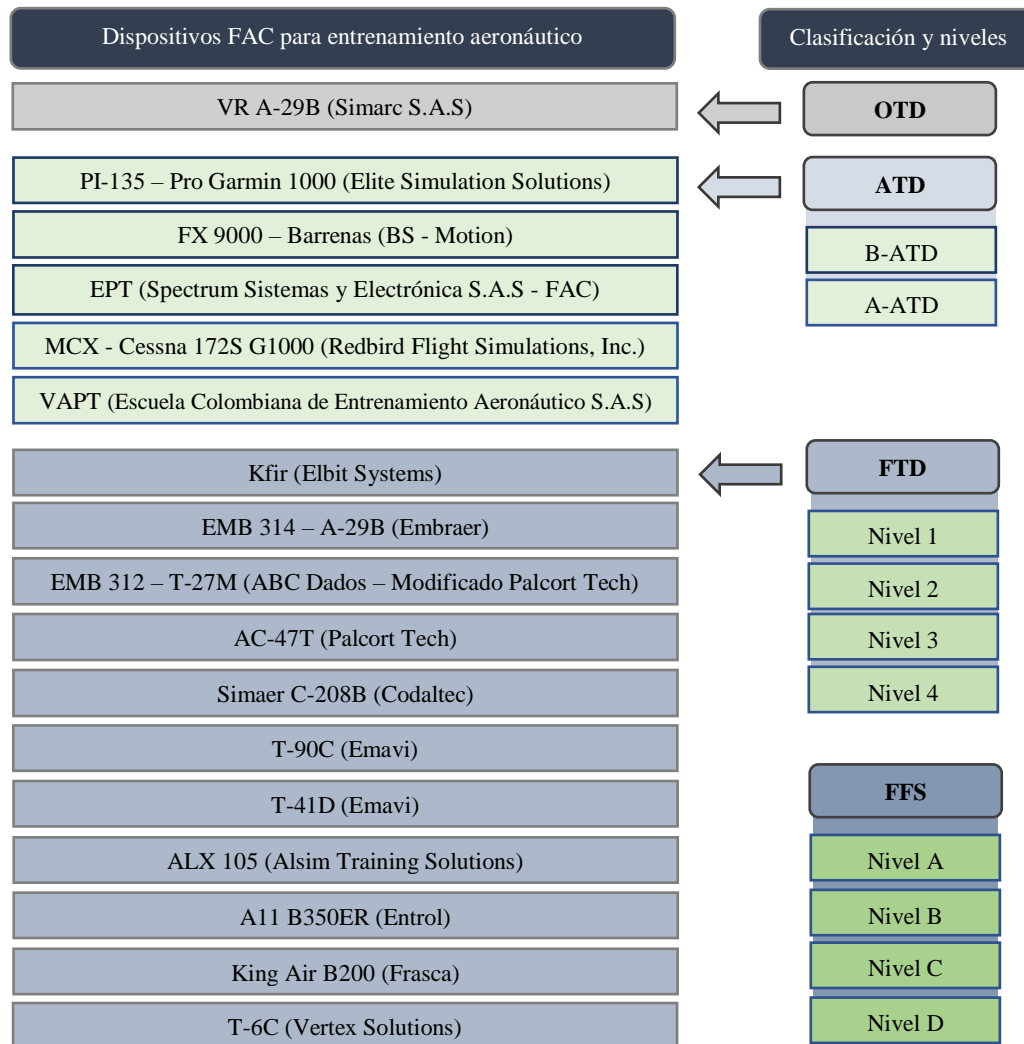 Dispositivos FAC para entrenamiento aeronáutico
Clasificación y niveles
VR A-29B (Simarc S.A.S)
OTD
PI-135 – Pro Garmin 1000 (Elite Simulation Solutions)
ATD
FX 9000 – Barrenas (BS - Motion)
B-ATD
EPT (Spectrum Sistemas y Electrónica S.A.S - FAC)
A-ATD
MCX - Cessna 172S G1000 (Redbird Flight Simulations, Inc.)
VAPT (Escuela Colombiana de Entrenamiento Aeronáutico S.A.S)
Kfir (Elbit Systems)
FTD
EMB 314 – A-29B (Embraer)
Nivel 1
EMB 312 – T-27M (ABC Dados – Modificado Palcort Tech)
Nivel 2
AC-47T (Palcort Tech)
Nivel 3
Simaer C-208B (Codaltec)
Nivel 4
T-90C (Emavi)
T-41D (Emavi)
FFS
ALX 105 (Alsim Training Solutions)
Nivel A
A11 B350ER (Entrol)
Nivel B
King Air B200 (Frasca)
Nivel C
T-6C (Vertex Solutions)
Nivel D